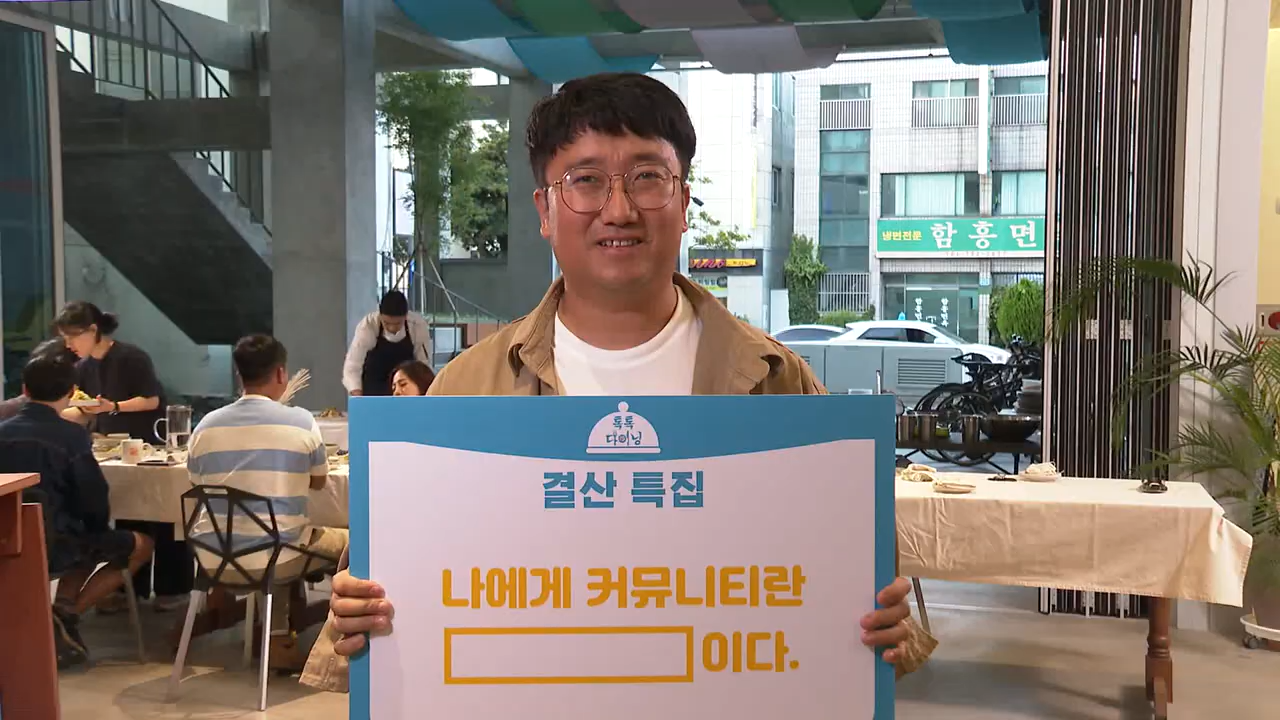 냉면전문 함흥면
톡톡
다이닝
결산 특집
나에게 커뮤니티란
이다.